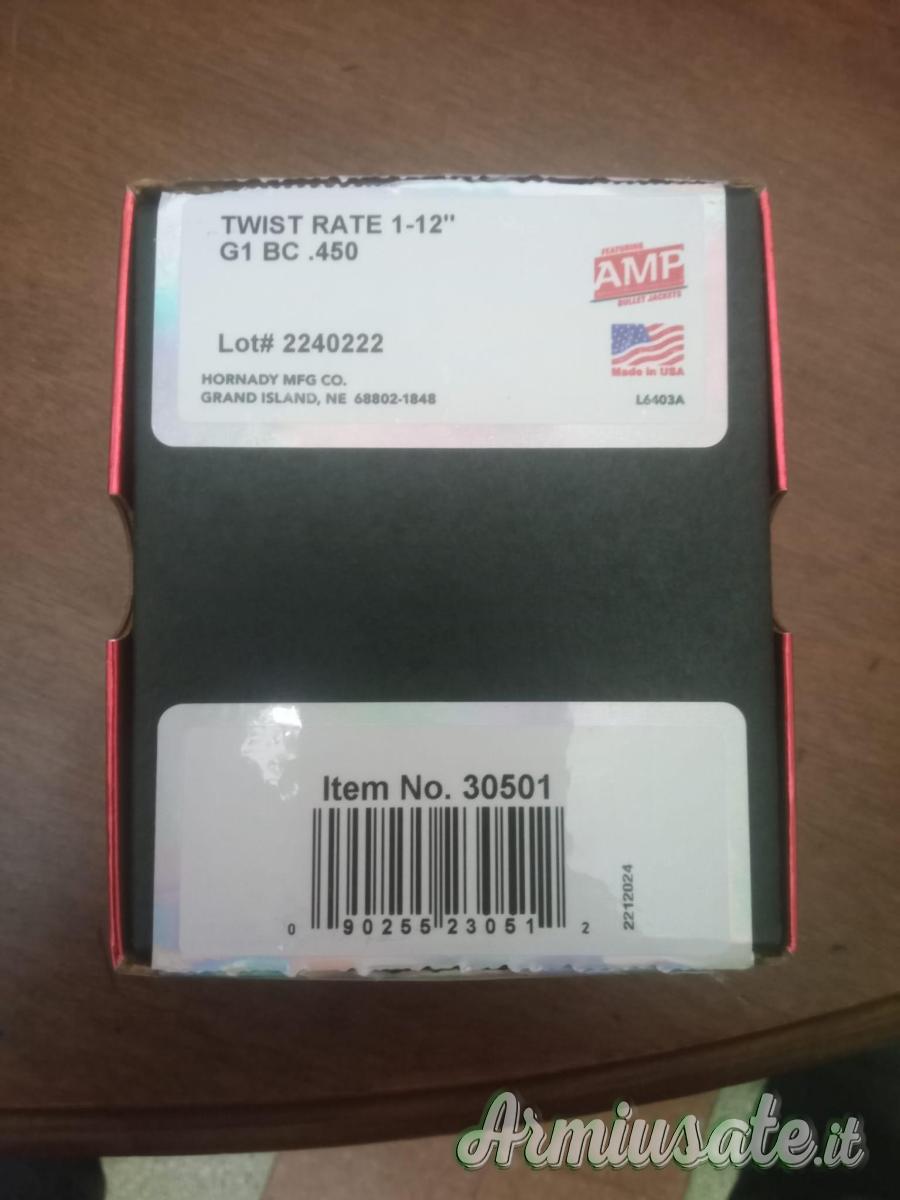 TWIST RATE 1-12"
G1 BC .450
FEATURING
AMP
BULLET JACKETS
Lot# 2240222
Made in USA
HORNADY MFG CO.
GRAND ISLAND, NE 68802-1848
L6403A
Item No. 30501
2212024
0 90255 23051 2
Armiusate.it